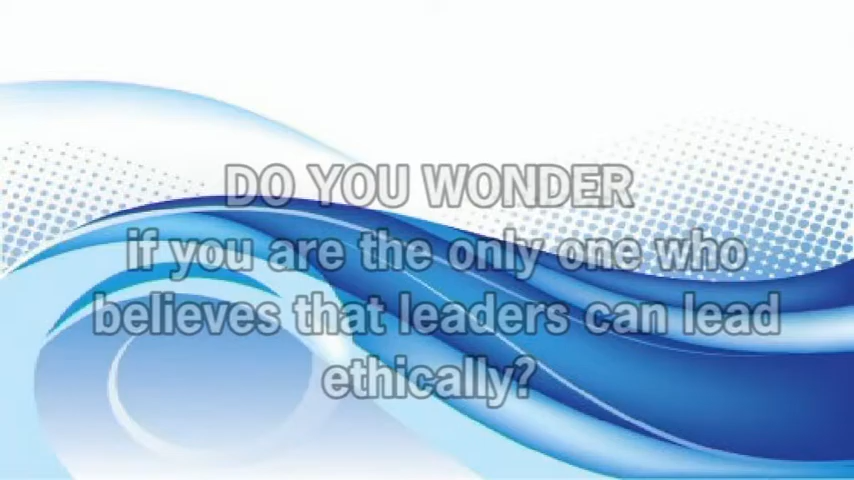 DO YOU WONDER
if you are the only one who
believes that leaders can lead
ethically?